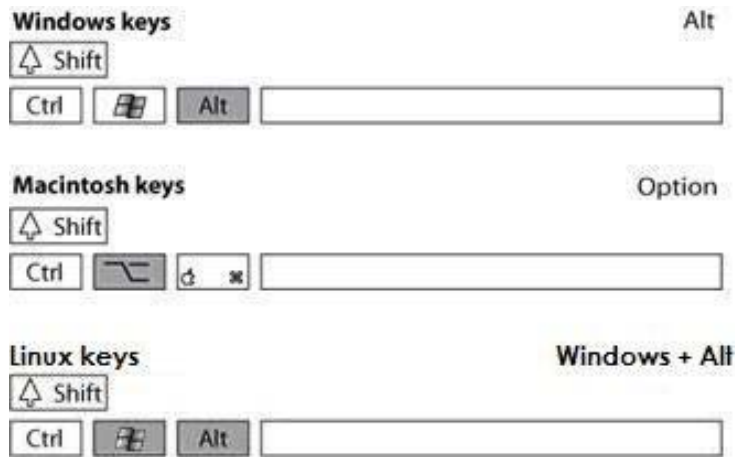 Windows keys Alt
Shift
Ctrl Alt
Macintosh keys Option
Shift
Ctrl ⌥ ⌘
Linux keys Windows + Alt
Shift
Ctrl Alt